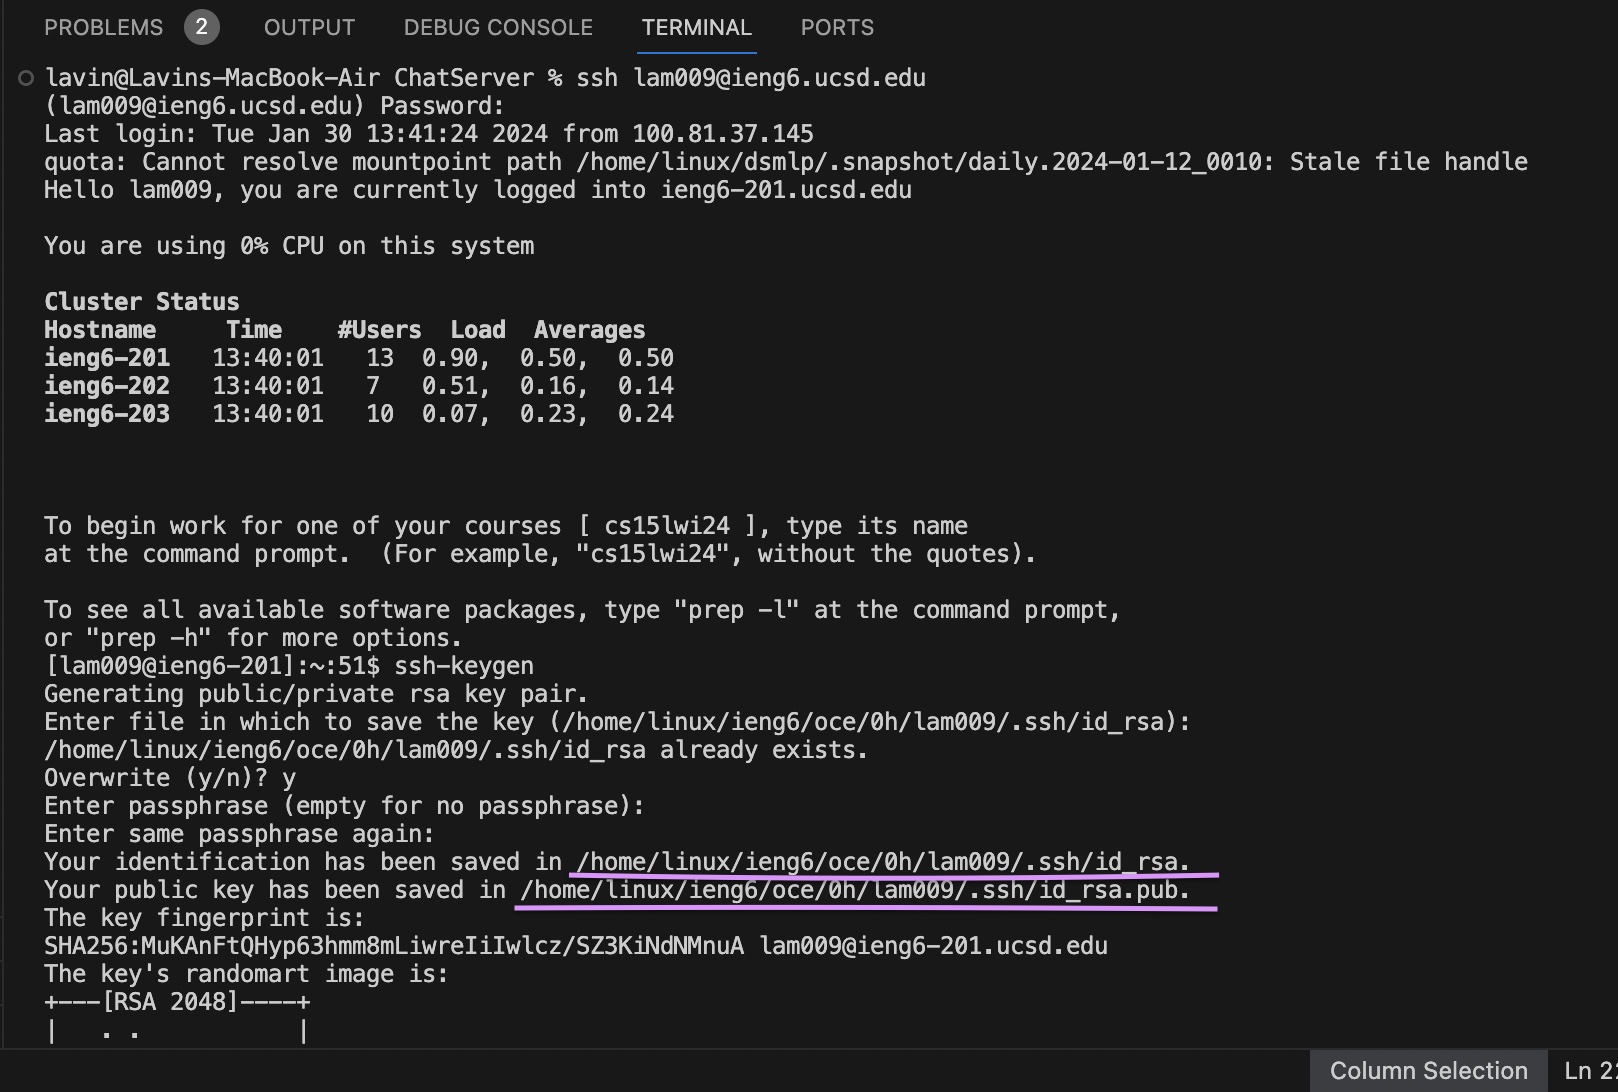 PROBLEMS 2 OUTPUT DEBUG CONSOLE TERMINAL PORTS
lavin@Lavins-MacBook-Air ChatServer % ssh lam009@ieng6.ucsd.edu
(lam009@ieng6.ucsd.edu) Password:
Last login: Tue Jan 30 13:41:24 2024 from 100.81.37.145
quota: Cannot resolve mountpoint path /home/linux/dsmlp/.snapshot/daily.2024-01-12_0010: Stale file handle
Hello lam009, you are currently logged into ieng6-201.ucsd.edu
You are using 0% CPU on this system
Cluster Status
Hostname     Time    #Users  Load  Averages
ieng6-201   13:40:01   13  0.90,  0.50,  0.50
ieng6-202   13:40:01   7   0.51,  0.16,  0.14
ieng6-203   13:40:01   10  0.07,  0.23,  0.24
To begin work for one of your courses [ cs15lwi24 ], type its name
at the command prompt.  (For example, "cs15lwi24", without the quotes).
To see all available software packages, type "prep -l" at the command prompt,
or "prep -h" for more options.
[lam009@ieng6-201]:~:51$ ssh-keygen
Generating public/private rsa key pair.
Enter file in which to save the key (/home/linux/ieng6/oce/0h/lam009/.ssh/id_rsa):
/home/linux/ieng6/oce/0h/lam009/.ssh/id_rsa already exists.
Overwrite (y/n)? y
Enter passphrase (empty for no passphrase):
Enter same passphrase again:
Your identification has been saved in /home/linux/ieng6/oce/0h/lam009/.ssh/id_rsa.
Your public key has been saved in /home/linux/ieng6/oce/0h/lam009/.ssh/id_rsa.pub.
The key fingerprint is:
SHA256:MuKAnFtQHyp63hmm8mLiwreIiIwlcz/SZ3KiNdNMnuA lam009@ieng6-201.ucsd.edu
The key's randomart image is:
+---[RSA 2048]----+
|   . .           |
Column Selection Ln 2